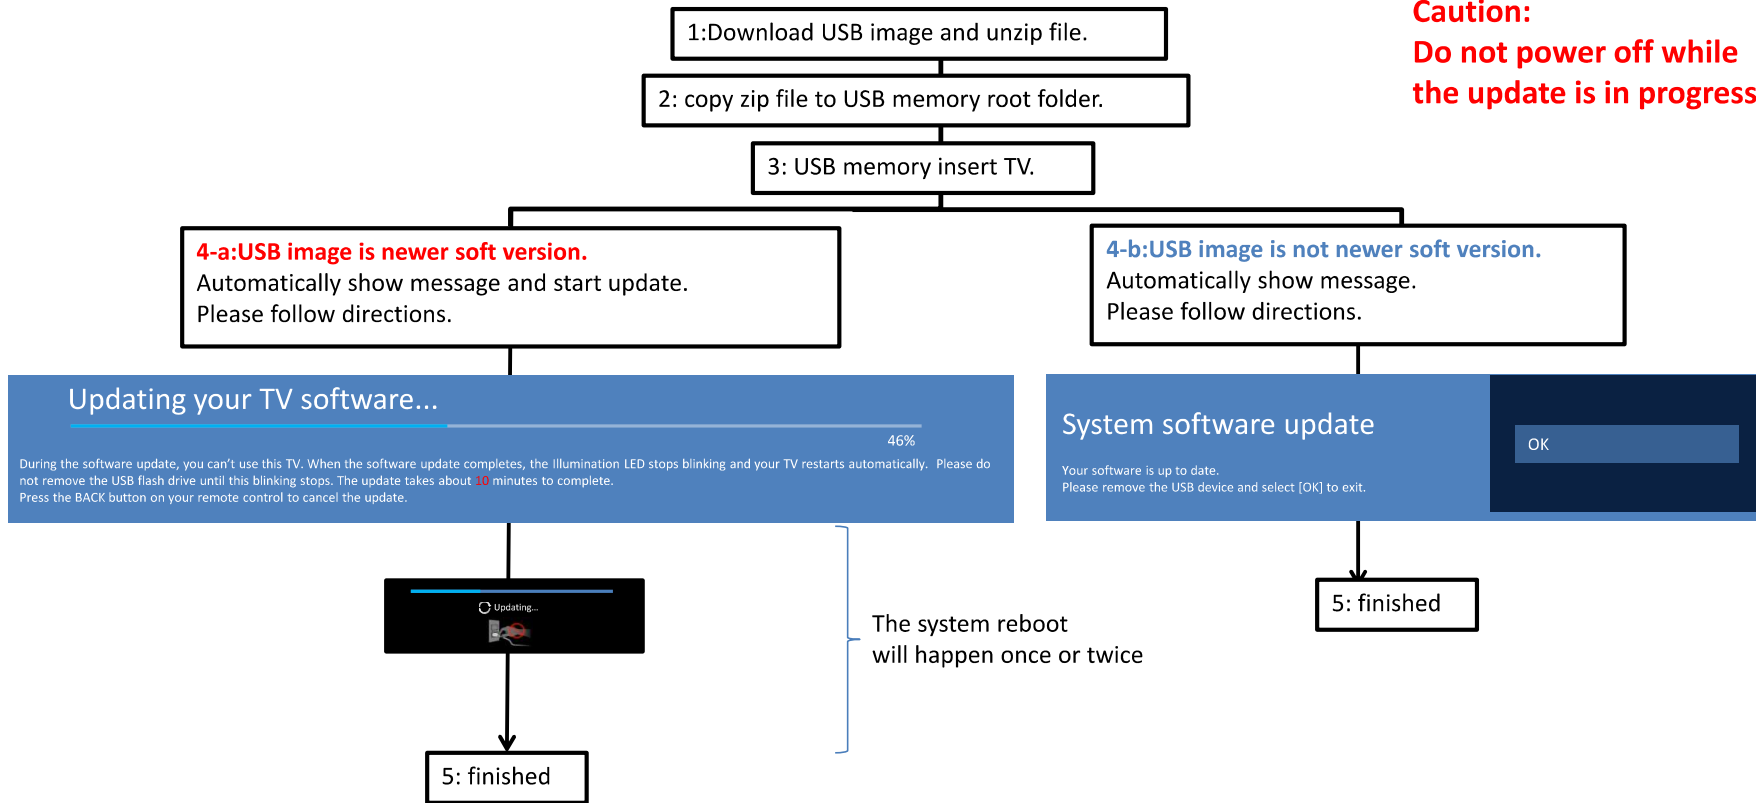 Caution:
Do not power off while
the update is in progress
1:Download USB image and unzip file.
2: copy zip file to USB memory root folder.
3: USB memory insert TV.
4-a:USB image is newer soft version.
Automatically show message and start update.
Please follow directions.
4-b:USB image is not newer soft version.
Automatically show message.
Please follow directions.
Updating your TV software...
46%
During the software update, you can't use this TV. When the software update completes, the Illumination LED stops blinking and your TV restarts automatically. Please do
not remove the USB flash drive until this blinking stops. The update takes about 10 minutes to complete.
Press the BACK button on your remote control to cancel the update.
System software update
OK
Your software is up to date.
Please remove the USB device and select [OK] to exit.
Updating...
The system reboot
will happen once or twice
5: finished
5: finished